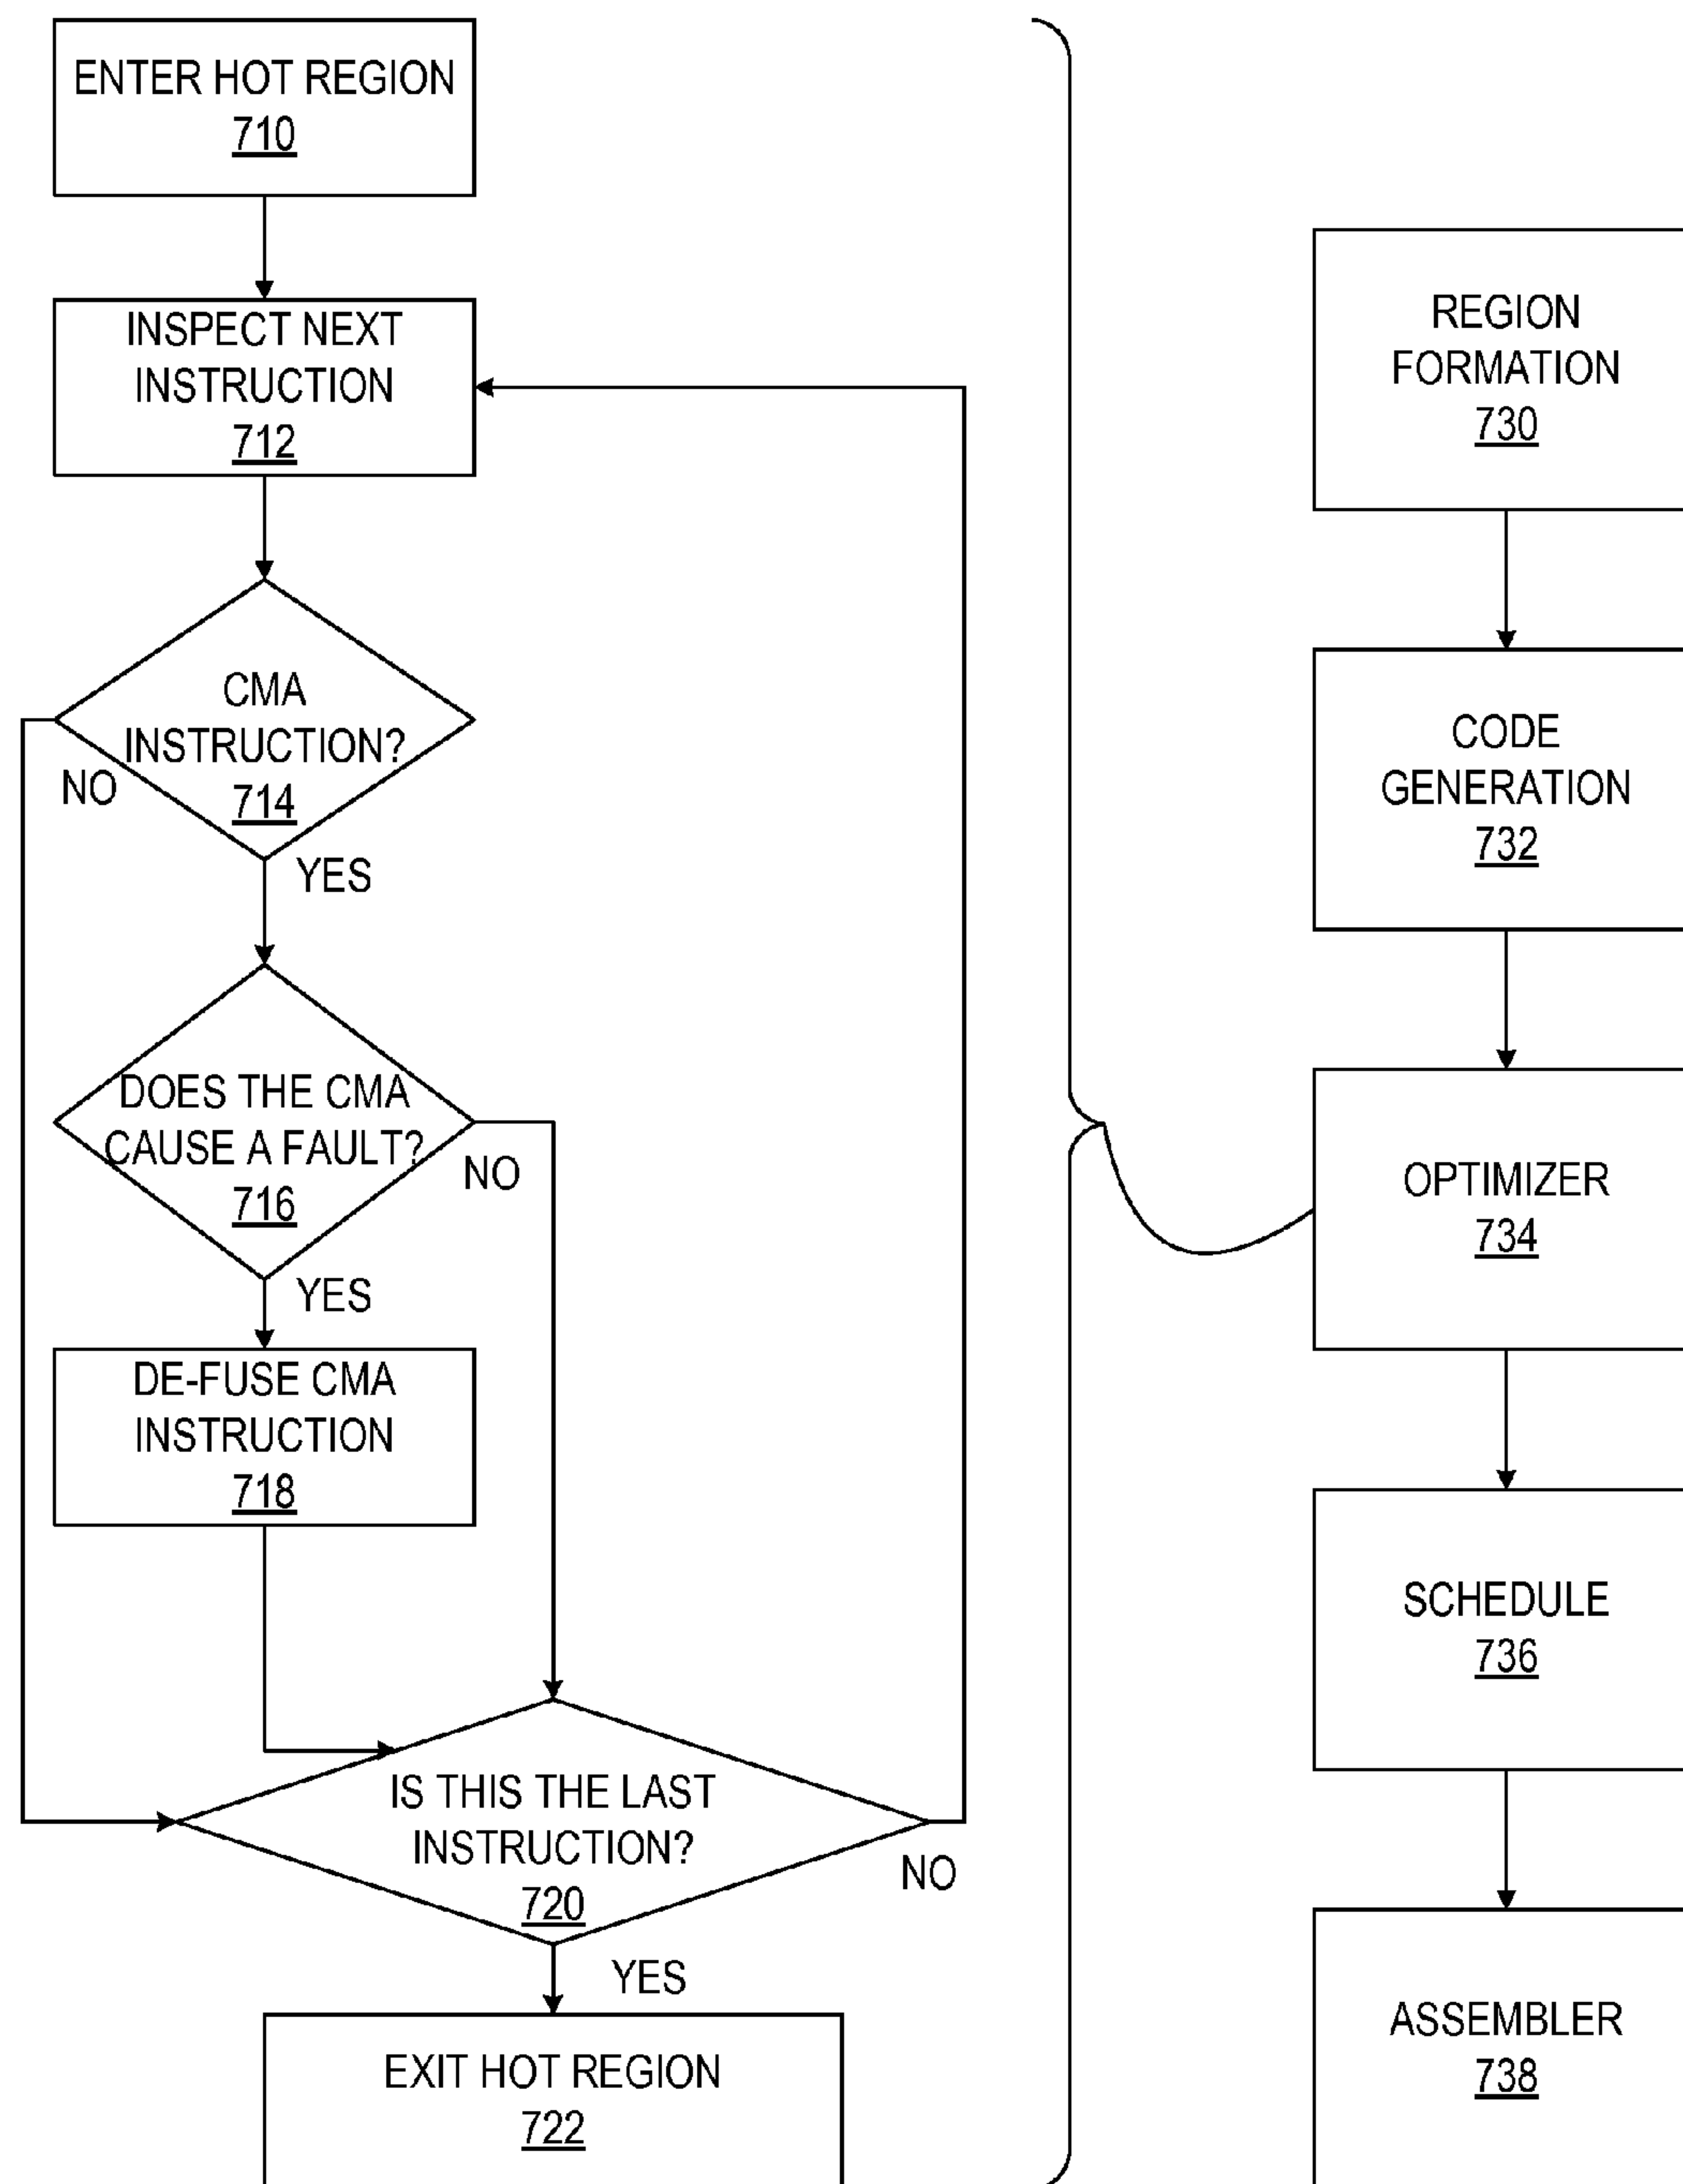 ENTER HOT REGION
710
INSPECT NEXT
INSTRUCTION
712
CMA
INSTRUCTION?
714
NO
YES
DOES THE CMA
CAUSE A FAULT?
716
NO
YES
DE-FUSE CMA
INSTRUCTION
718
IS THIS THE LAST
INSTRUCTION?
720
NO
YES
EXIT HOT REGION
722
REGION
FORMATION
730
CODE
GENERATION
732
OPTIMIZER
734
SCHEDULE
736
ASSEMBLER
738